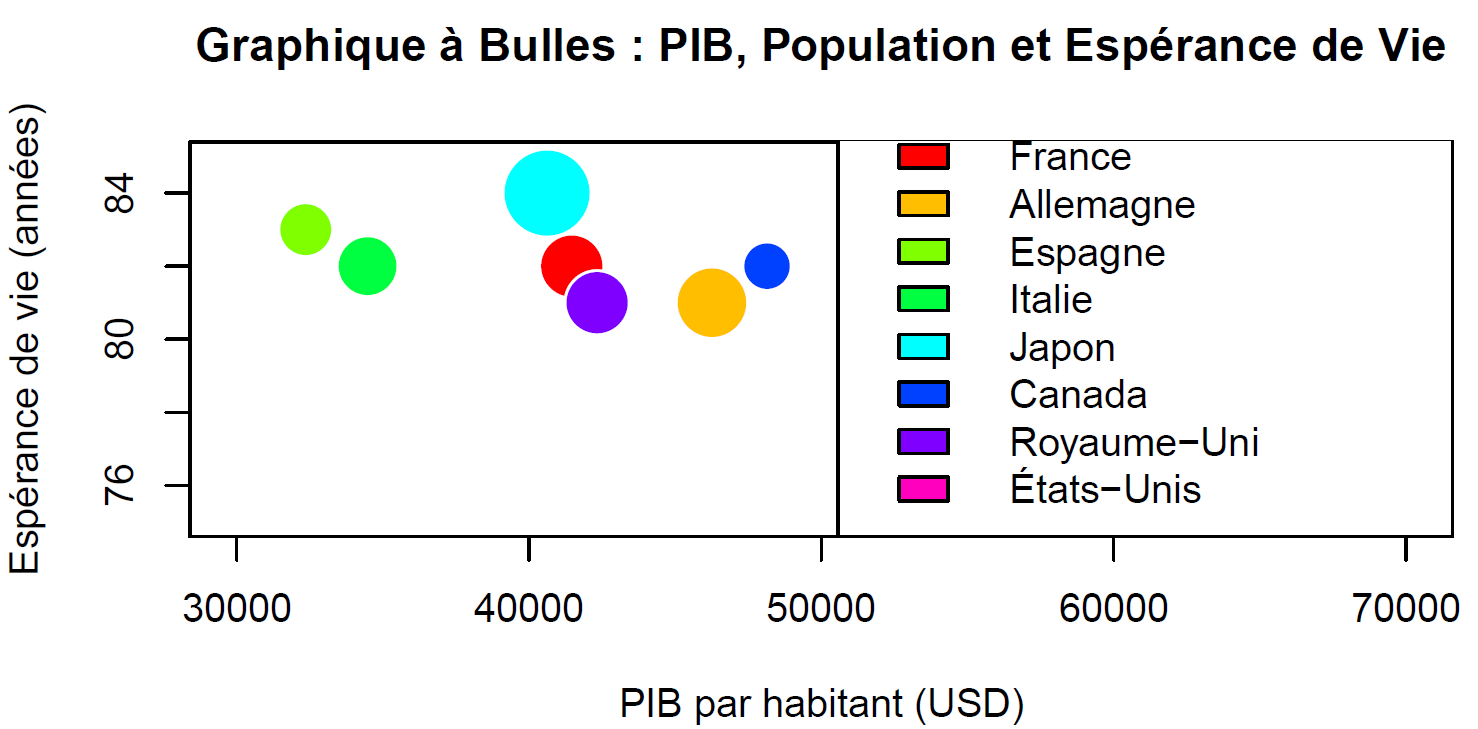 Graphique à Bulles : PIB, Population et Espérance de Vie
Espérance de vie (années)
84
80
76
France
Allemagne
Espagne
Italie
Japon
Canada
Royaume−Uni
États−Unis
30000 40000 50000 60000 70000
PIB par habitant (USD)